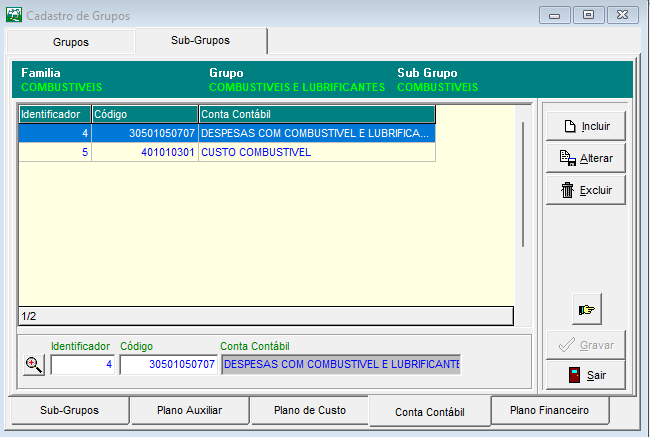 Cadastro de Grupos
Grupos Sub-Grupos
Familia Grupo Sub Grupo
COMBUSTIVEIS COMBUSTIVEIS E LUBRIFICANTES COMBUSTIVEIS
Identificador Código Conta Contábil
4 30501050707 DESPESAS COM COMBUSTIVEL E LUBRIFICA...
5 401010301 CUSTO COMBUSTIVEL
1/2
Incluir
Alterar
Excluir
Gravar
Sair
Identificador Código Conta Contábil
4 30501050707 DESPESAS COM COMBUSTIVEL E LUBRIFICANTE
Sub-Grupos Plano Auxiliar Plano de Custo Conta Contábil Plano Financeiro